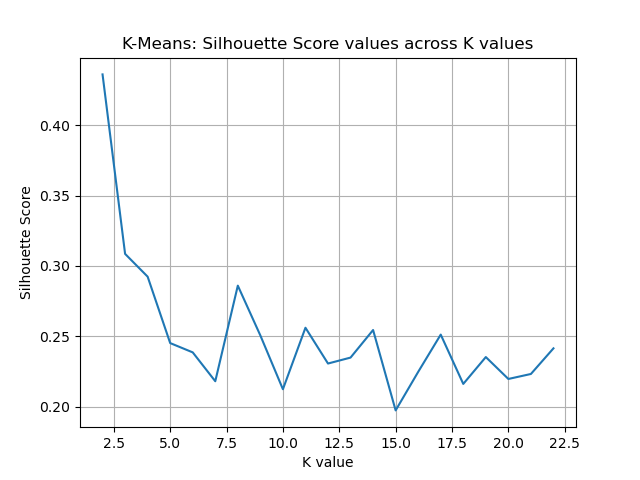 K-Means: Silhouette Score values across K values
0.40
0.35
0.30
0.25
0.20
Silhouette Score
2.5 5.0 7.5 10.0 12.5 15.0 17.5 20.0 22.5
K value